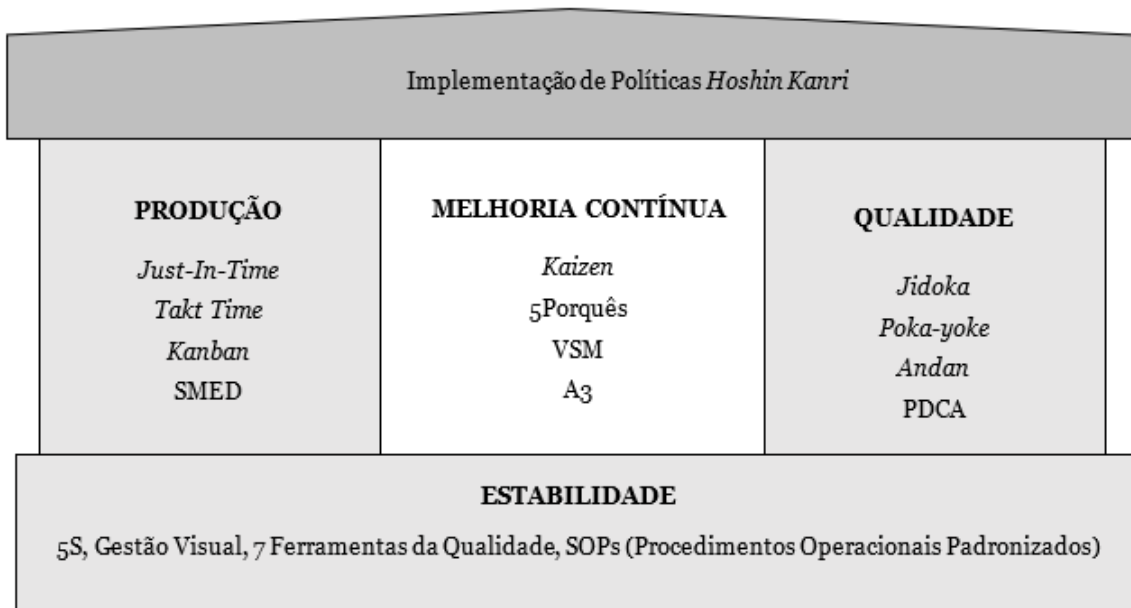 Implementação de Políticas Hoshin Kanri
PRODUÇÃO
Just-In-Time
Takt Time
Kanban
SMED
MELHORIA CONTÍNUA
Kaizen
5Porquês
VSM
A3
QUALIDADE
Jidoka
Poka-yoke
Andan
PDCA
ESTABILIDADE
5S, Gestão Visual, 7 Ferramentas da Qualidade, SOPs (Procedimentos Operacionais Padronizados)